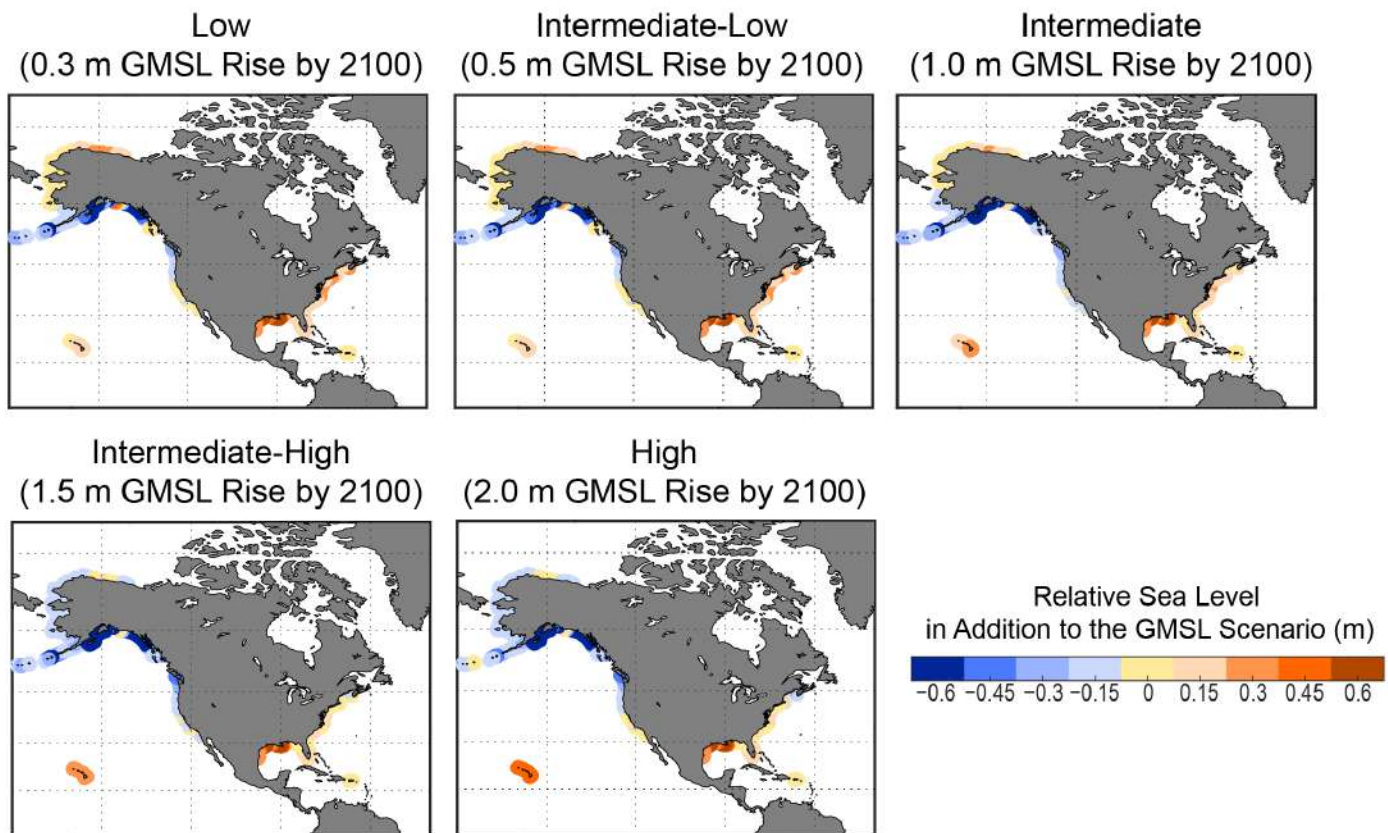 Low
(0.3 m GMSL Rise by 2100)
Intermediate-Low
(0.5 m GMSL Rise by 2100)
Intermediate
(1.0 m GMSL Rise by 2100)
Intermediate-High
(1.5 m GMSL Rise by 2100)
High
(2.0 m GMSL Rise by 2100)
Relative Sea Level
in Addition to the GMSL Scenario (m)
−0.6 −0.45 −0.3 −0.15 0 0.15 0.3 0.45 0.6